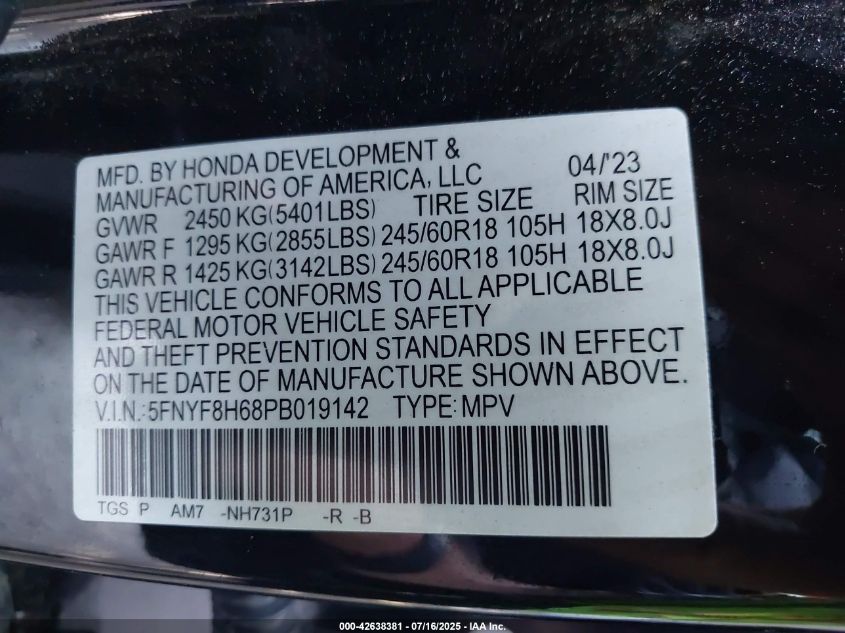 MFD. BY HONDA DEVELOPMENT & 04/'23
MANUFACTURING OF AMERICA, LLC
GVWR 2450 KG(5401LBS) TIRE SIZE RIM SIZE
GAWR F 1295 KG(2855LBS) 245/60R18 105H 18X8.0J
GAWR R 1425 KG(3142LBS) 245/60R18 105H 18X8.0J
THIS VEHICLE CONFORMS TO ALL APPLICABLE
FEDERAL MOTOR VEHICLE SAFETY
AND THEFT PREVENTION STANDARDS IN EFFECT
ON THE DATE OF MANUFACTURE SHOWN ABOVE.
V.I.N.:5FNYF8H68PB019142 TYPE:MPV
TGS P AM7 -NH731P -R -B
000-42638381 - 07/16/2025 - IAA Inc.